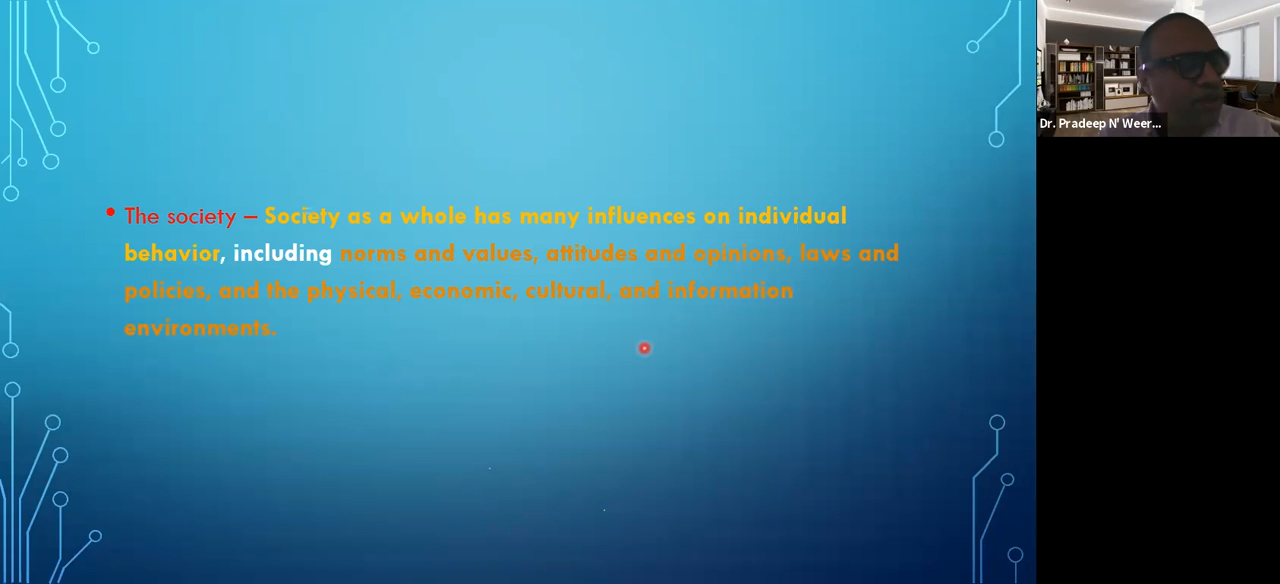 • The society – Society as a whole has many influences on individual
behavior, including norms and values, attitudes and opinions, laws and
policies, and the physical, economic, cultural, and information
environments.
Dr. Pradeep N' Weer...